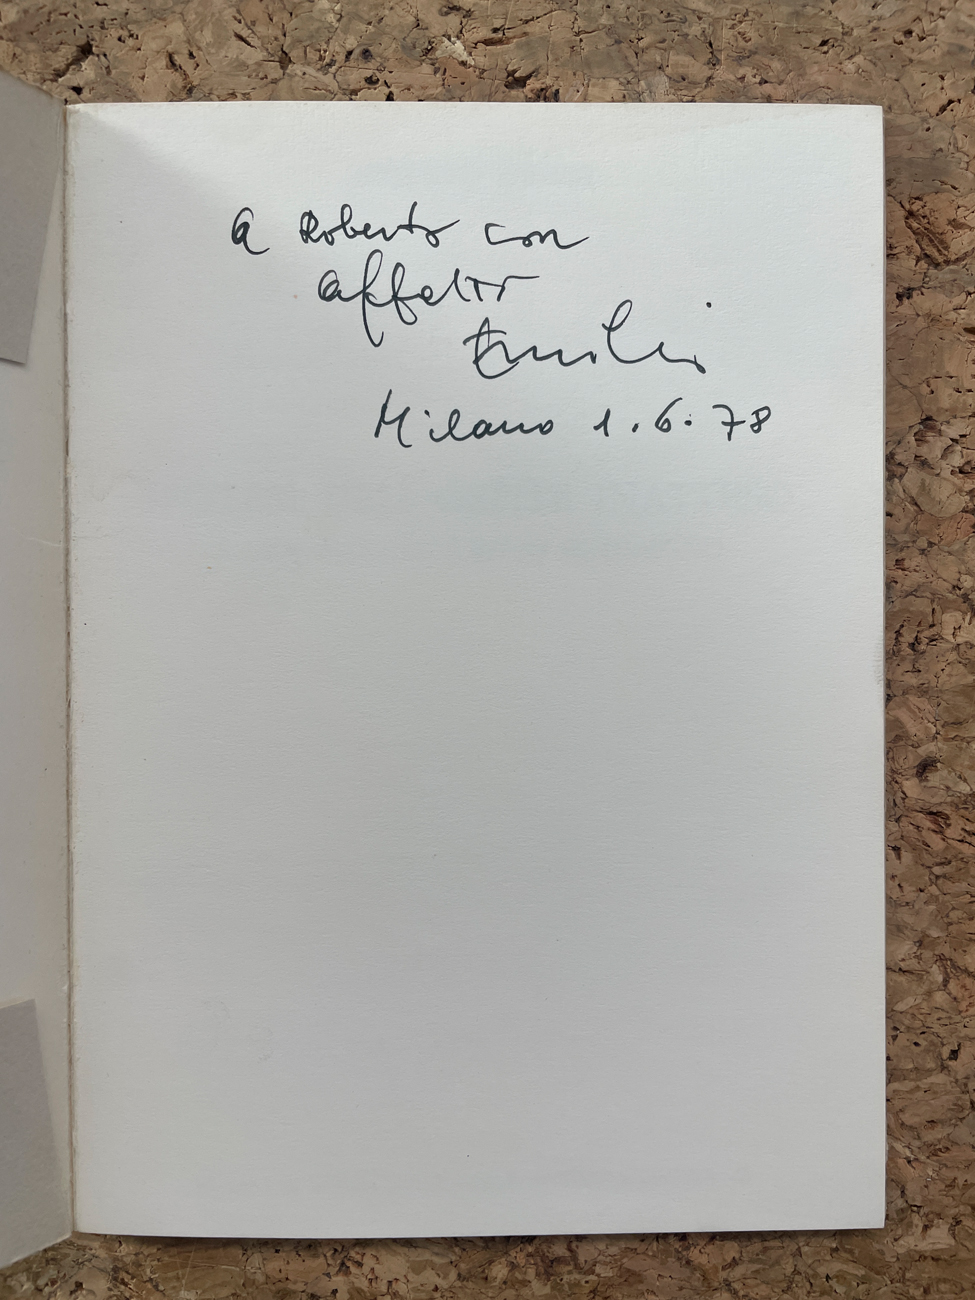 a Roberto con
affetto
Emilio
Milano 1.6.78